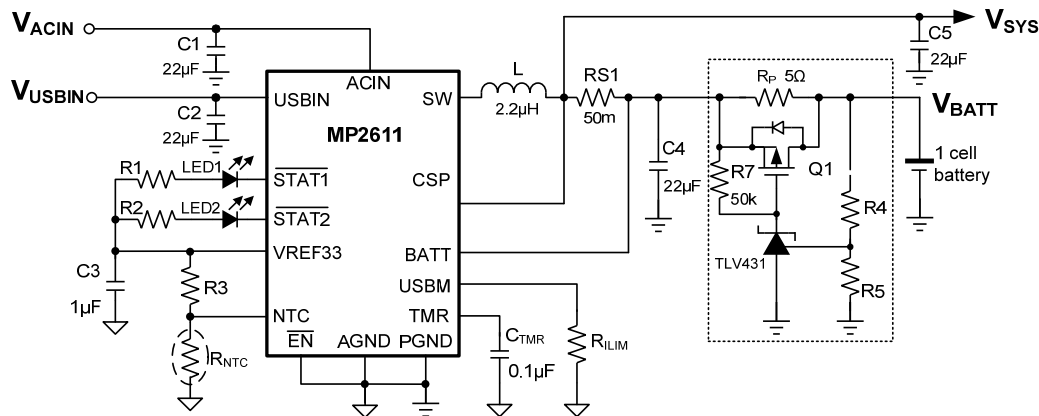 VACIN
C1
22µF
VUSBIN
C2
22µF
ACIN
USBIN
MP2611
SW
L
2.2µH
RS1
50m
C5
22µF
VSYS
RP 5Ω
VBATT
1 cell
battery
Q1
R7
50k
TLV431
R4
R5
C4
22µF
R1
LED1
STAT1
R2
LED2
STAT2
CSP
VREF33
BATT
C3
1µF
R3
USBM
NTC
TMR
RNTC
EN
AGND
PGND
CTMR
0.1µF
RILIM